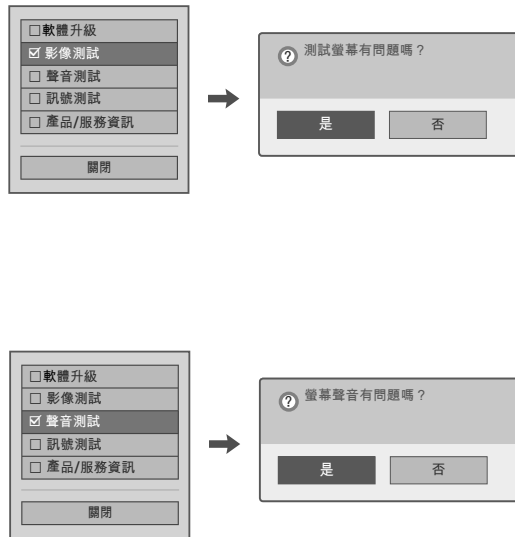 □軟體升級
☑ 影像測試
□ 聲音測試
□ 訊號測試
□ 產品/服務資訊
關閉
? 測試螢幕有問題嗎？
是
否
□軟體升級
□ 影像測試
☑ 聲音測試
□ 訊號測試
□ 產品/服務資訊
關閉
? 螢幕聲音有問題嗎？
是
否